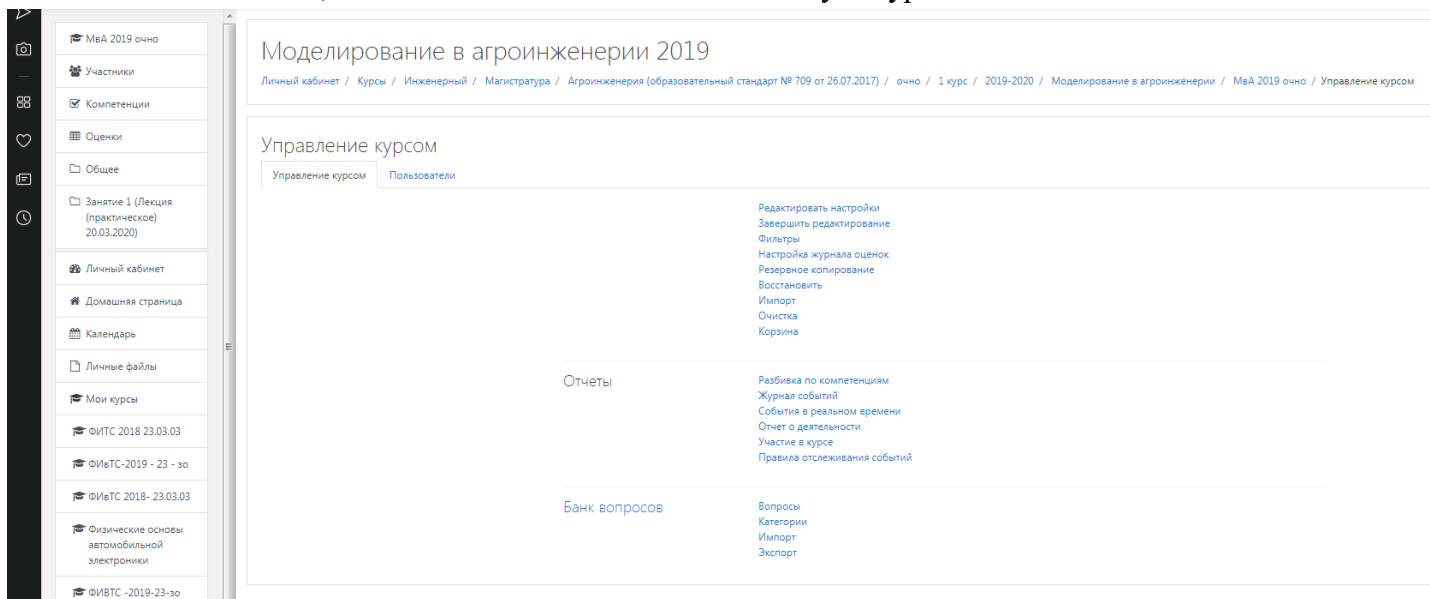 МвА 2019 очно
Участники
Компетенции
Оценки
Общее
Занятие 1 (Лекция
(практическое)
20.03.2020)
Личный кабинет
Домашняя страница
Календарь
Личные файлы
Мои курсы
ФИТС 2018 23.03.03
ФИвТС-2019 - 23 - зо
ФИвТС 2018- 23.03.03
Физические основы
автомобильной
электроники
ФИВТС -2019-23-зо
Моделирование в агроинженерии 2019
Личный кабинет / Курсы / Инженерный / Магистратура / Агроинженерия (образовательный стандарт № 709 от 26.07.2017) / очно / 1 курс / 2019-2020 / Моделирование в агроинженерии / МвА 2019 очно / Управление курсом
Управление курсом
Управление курсом Пользователи
Редактировать настройки
Завершить редактирование
Фильтры
Настройка журнала оценок
Резервное копирование
Восстановить
Импорт
Очистка
Корзина
Отчеты
Разбивка по компетенциям
Журнал событий
События в реальном времени
Отчет о деятельности
Участие в курсе
Правила отслеживания событий
Банк вопросов
Вопросы
Категории
Импорт
Экспорт